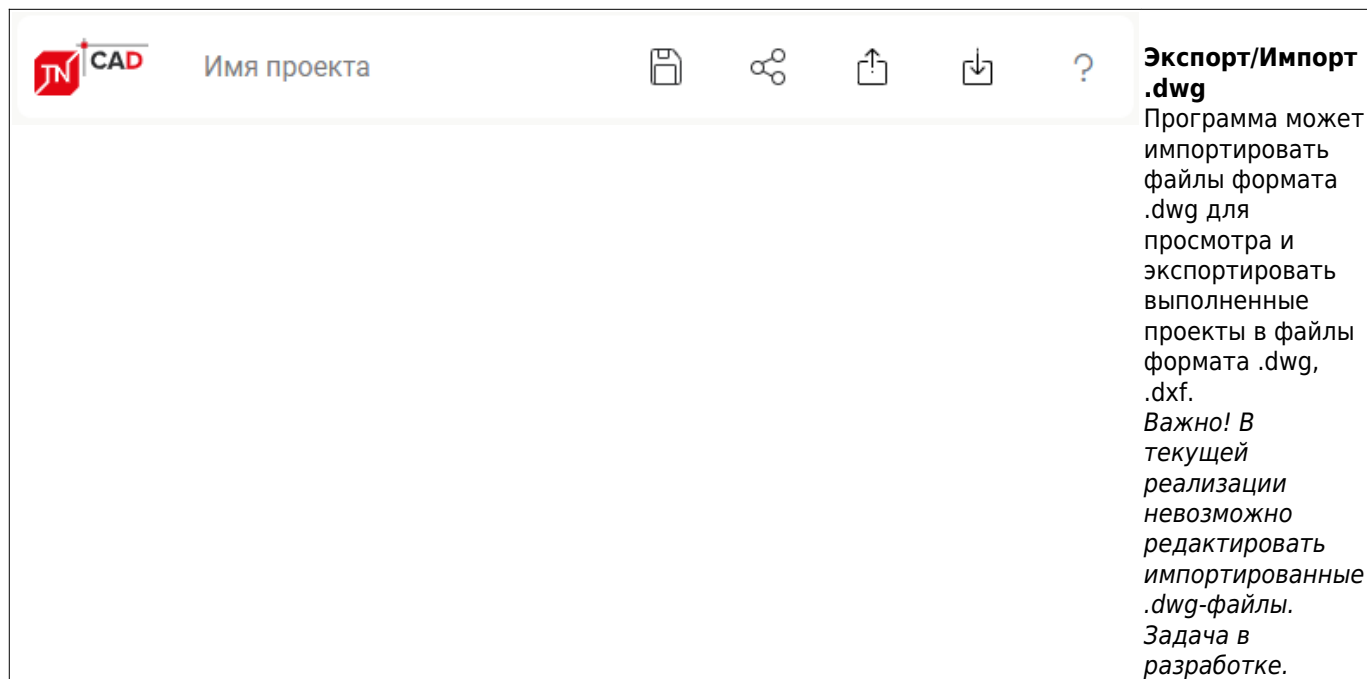 TN CAD
Имя проекта
?
Экспорт/Импорт
.dwg
Программа может
импортировать
файлы формата
.dwg для
просмотра и
экспортировать
выполненные
проекты в файлы
формата .dwg,
.dxf.
Важно! В
текущей
реализации
невозможно
редактировать
импортированные
.dwg-файлы.
Задача в
разработке.